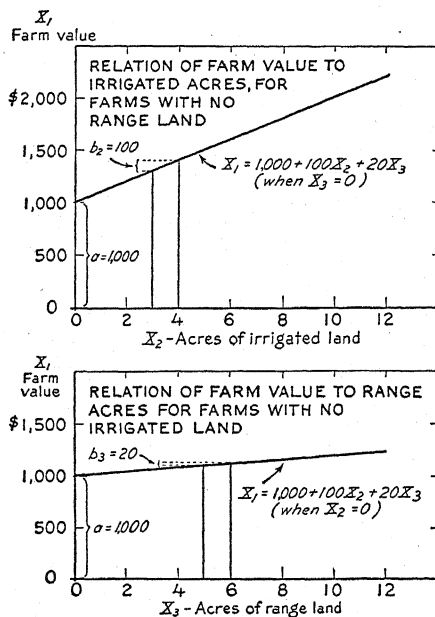 X₁
Farm value
RELATION OF FARM VALUE TO
IRRIGATED ACRES, FOR
FARMS WITH NO
RANGE LAND
$2,000
b₂=100
1,500
X₁=1,000+100X₂+20X₃
(when X₃=0)
1,000
a=1,000
500
0
0 2 4 6 8 10 12
X₂-Acres of irrigated land
X₁
Farm
value
RELATION OF FARM VALUE TO RANGE
ACRES FOR FARMS WITH NO
IRRIGATED LAND
$1,500
b₃=20
1,000
X₁=1,000+100X₂+20X₃
(when X₂=0)
a=1,000
500
0
0 2 4 6 8 10 12
X₃-Acres of range land